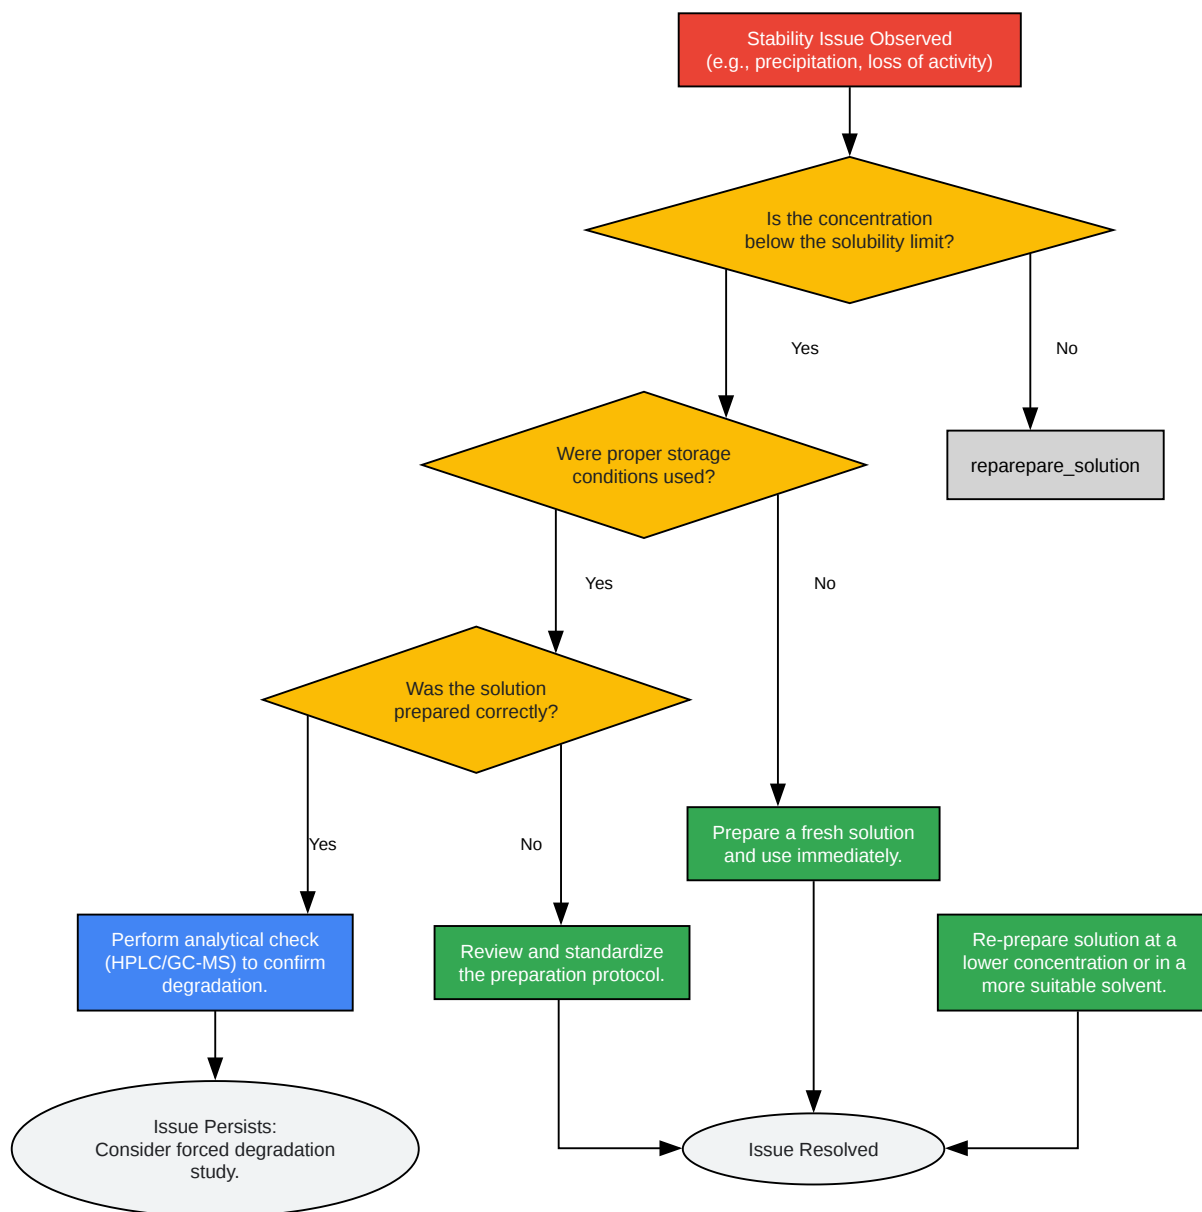 Stability Issue Observed
(e.g., precipitation, loss of activity)
Is the concentration
below the solubility limit?
Yes
No
Were proper storage
conditions used?
reparepare_solution
Yes
No
Was the solution
prepared correctly?
Yes
No
Prepare a fresh solution
and use immediately.
Perform analytical check
(HPLC/GC-MS) to confirm
degradation.
Review and standardize
the preparation protocol.
Re-prepare solution at a
lower concentration or in a
more suitable solvent.
Issue Persists:
Consider forced degradation
study.
Issue Resolved